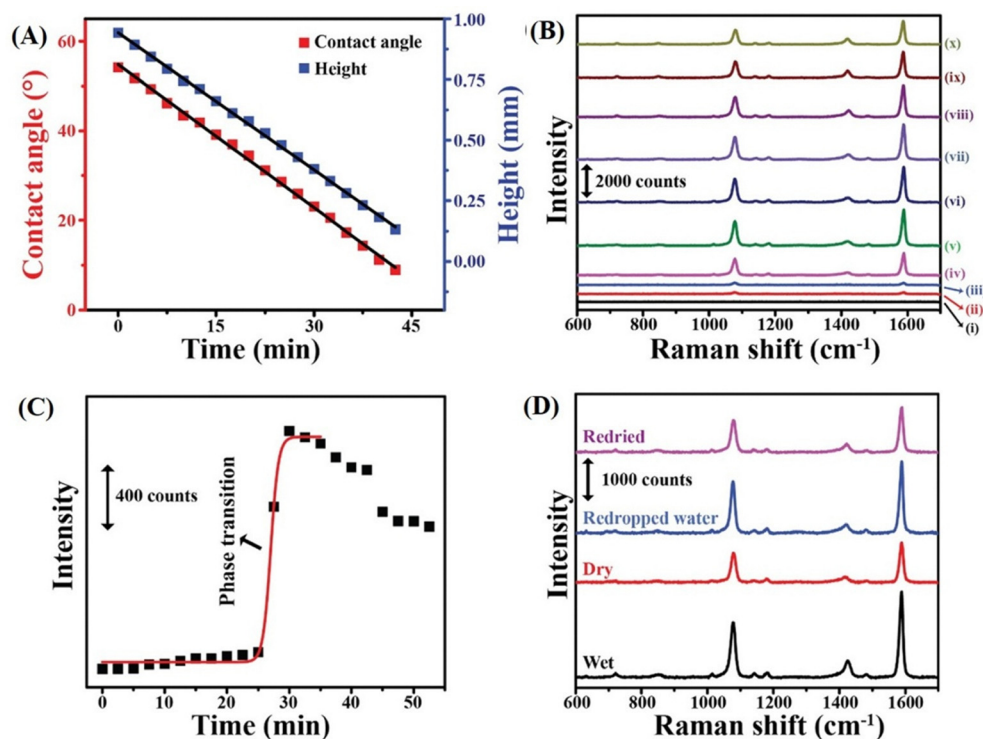 (A)
Contact angle (°)
60
40
20
0
Contact angle
Height
1.00
0.75
0.50
0.25
0.00
Height (mm)
0 15 30 45
Time (min)
(B)
Intensity
2000 counts
(x)
(ix)
(viii)
(vii)
(vi)
(v)
(iv)
(iii
(ii)
(i)
600 800 1000 1200 1400 1600
Raman shift (cm-1)
(C)
Intensity
400 counts
Phase transition
0 10 20 30 40 50
Time (min)
(D)
Intensity
Redried
1000 counts
Redropped water
Dry
Wet
600 800 1000 1200 1400 1600
Raman shift (cm-1)